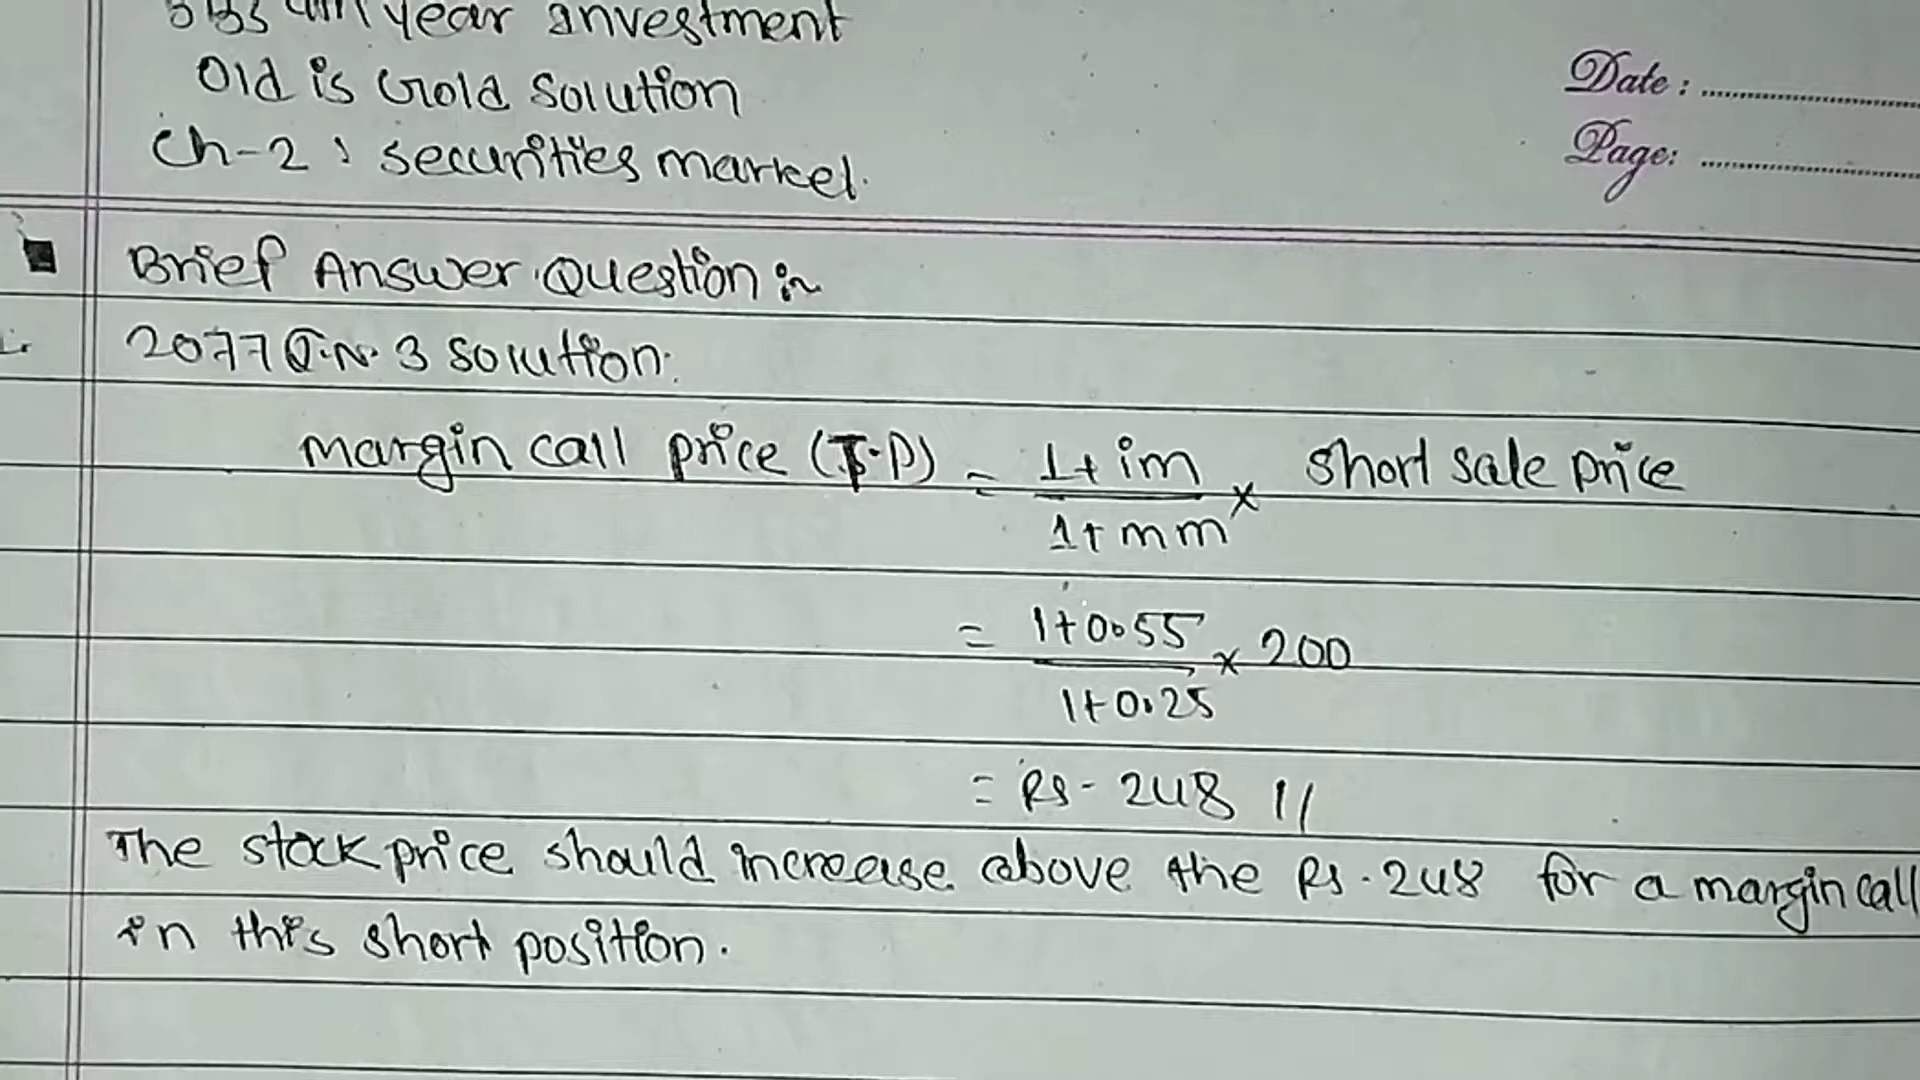 year investment
Old is Gold Solution
Ch-2: securities market.
Date: ....................
Page: ....................
Brief Answer Question:-
2077 Q.N. 3 Solution.
margin call price (T.P) = 1+im / 1+mm × short sale price
= 1+0.55 / 1+0.25 × 200
= Rs- 248 //
The stock price should increase above the Rs.248 for a margin call
in this short position.